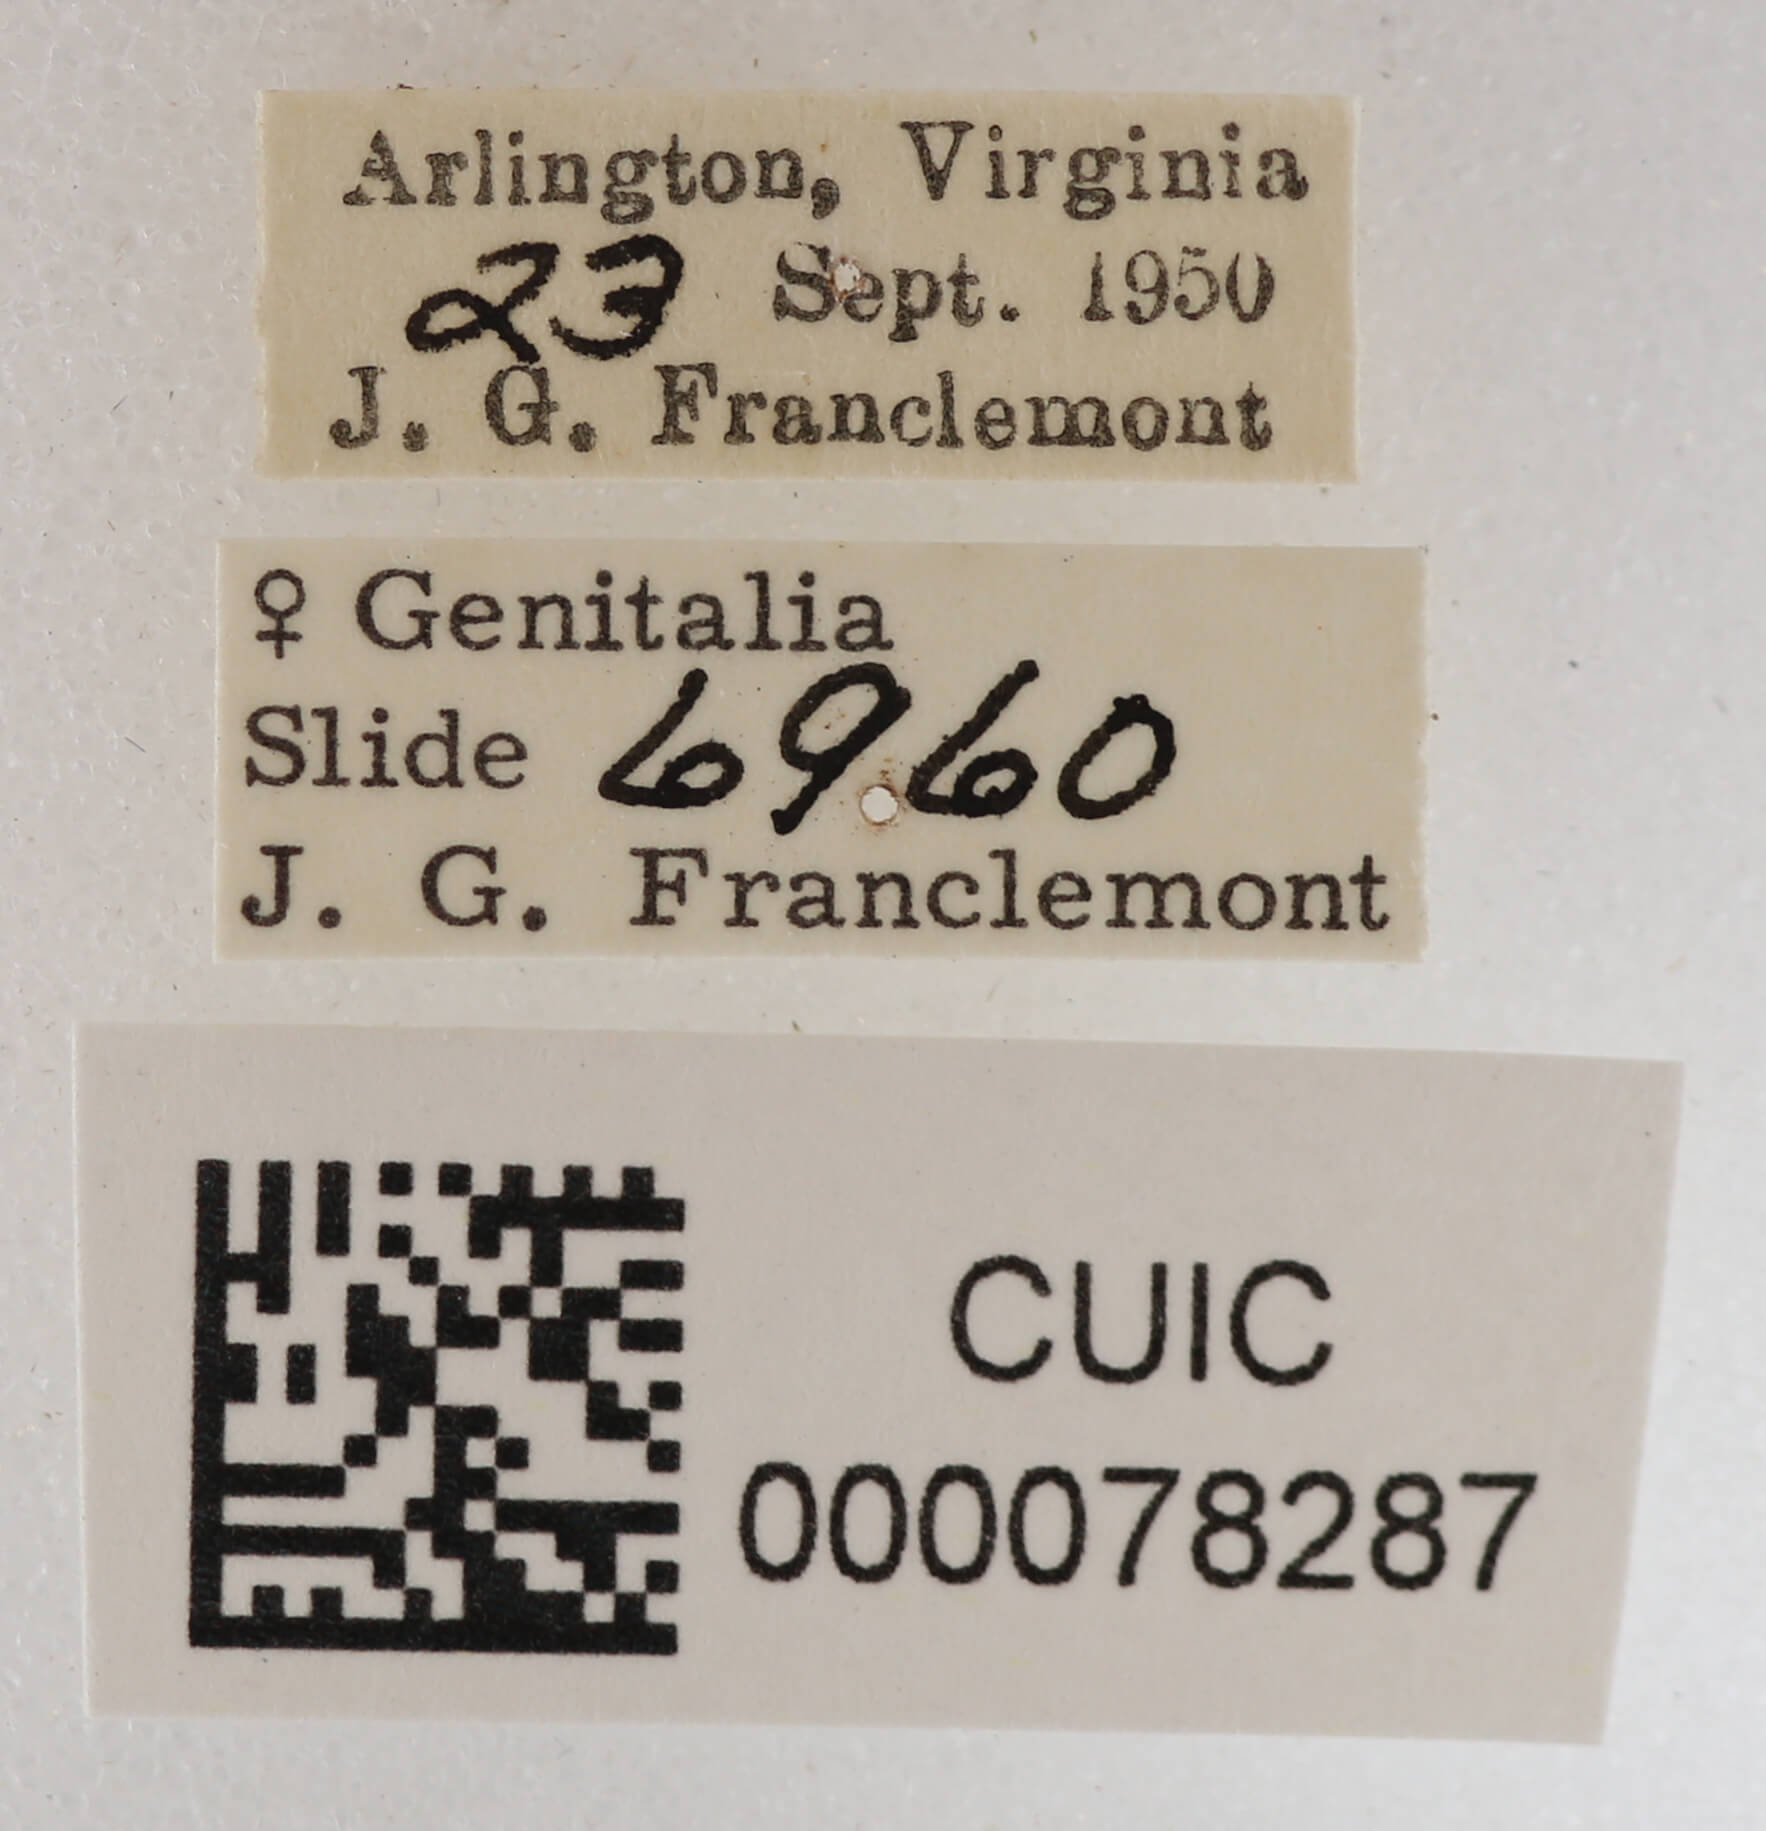 Arlington, Virginia
23 Sept. 1950
J. G. Franclemont
♀ Genitalia
Slide 6960
J. G. Franclemont
CUIC
000078287